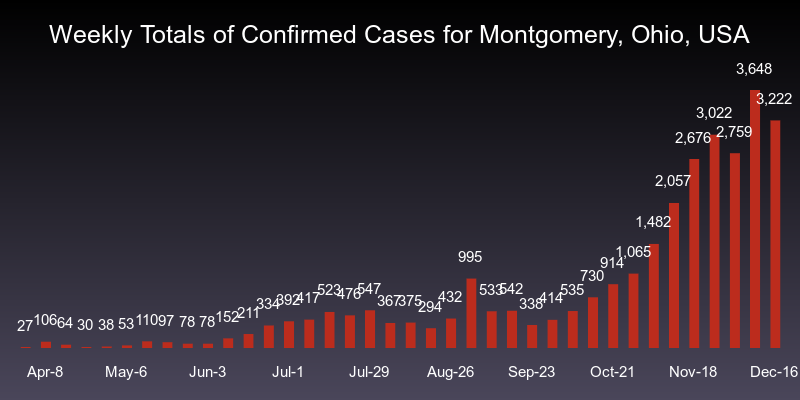 Weekly Totals of Confirmed Cases for Montgomery, Ohio, USA
27 106 64 30 38 53 110 97 78 78 152 211 334 392 417 523 476 547 367 375 294 432 995 533 542 338 414 535 730 914 1,065 1,482 2,057 2,676 3,022 2,759 3,648 3,222
Apr-8 May-6 Jun-3 Jul-1 Jul-29 Aug-26 Sep-23 Oct-21 Nov-18 Dec-16